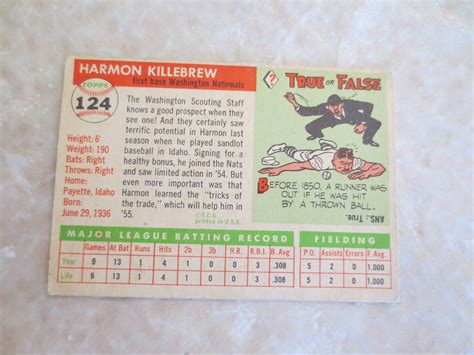 HARMON KILLEBREW
first base Washington Nationals
TOPPS
124
Height: 6'
Weight: 190
Bats: Right
Throws: Right
Home:
Payette, Idaho
Born:
June 29, 1936
The Washington Scouting Staff
knows a good prospect when they
see one! And they certainly saw
terrific potential in Harmon last
season when he played sandlot
baseball in Idaho. Signing for a
healthy bonus, he joined the Nats
and saw limited action in '54. But
even more important was that
Harmon learned the "tricks of
the trade," which will help him in
'55.
© T.C.G.
printed in U.S.A.
?
TRUE OR FALSE
BEFORE 1850, A RUNNER WAS
OUT IF HE WAS HIT
BY A THROWN BALL.
ANS. True.
MAJOR LEAGUE BATTING RECORD
FIELDING
Games At Bat Runs Hits 2b 3b H.R. R.B.I. B. Avg
P.O. Assists Errors F. Avg.
Year 9 13 1 4 1 0 0 3 .308
5 2 0 1.000
Life 9 13 1 4 1 0 0 3 .308
5 2 0 1.000